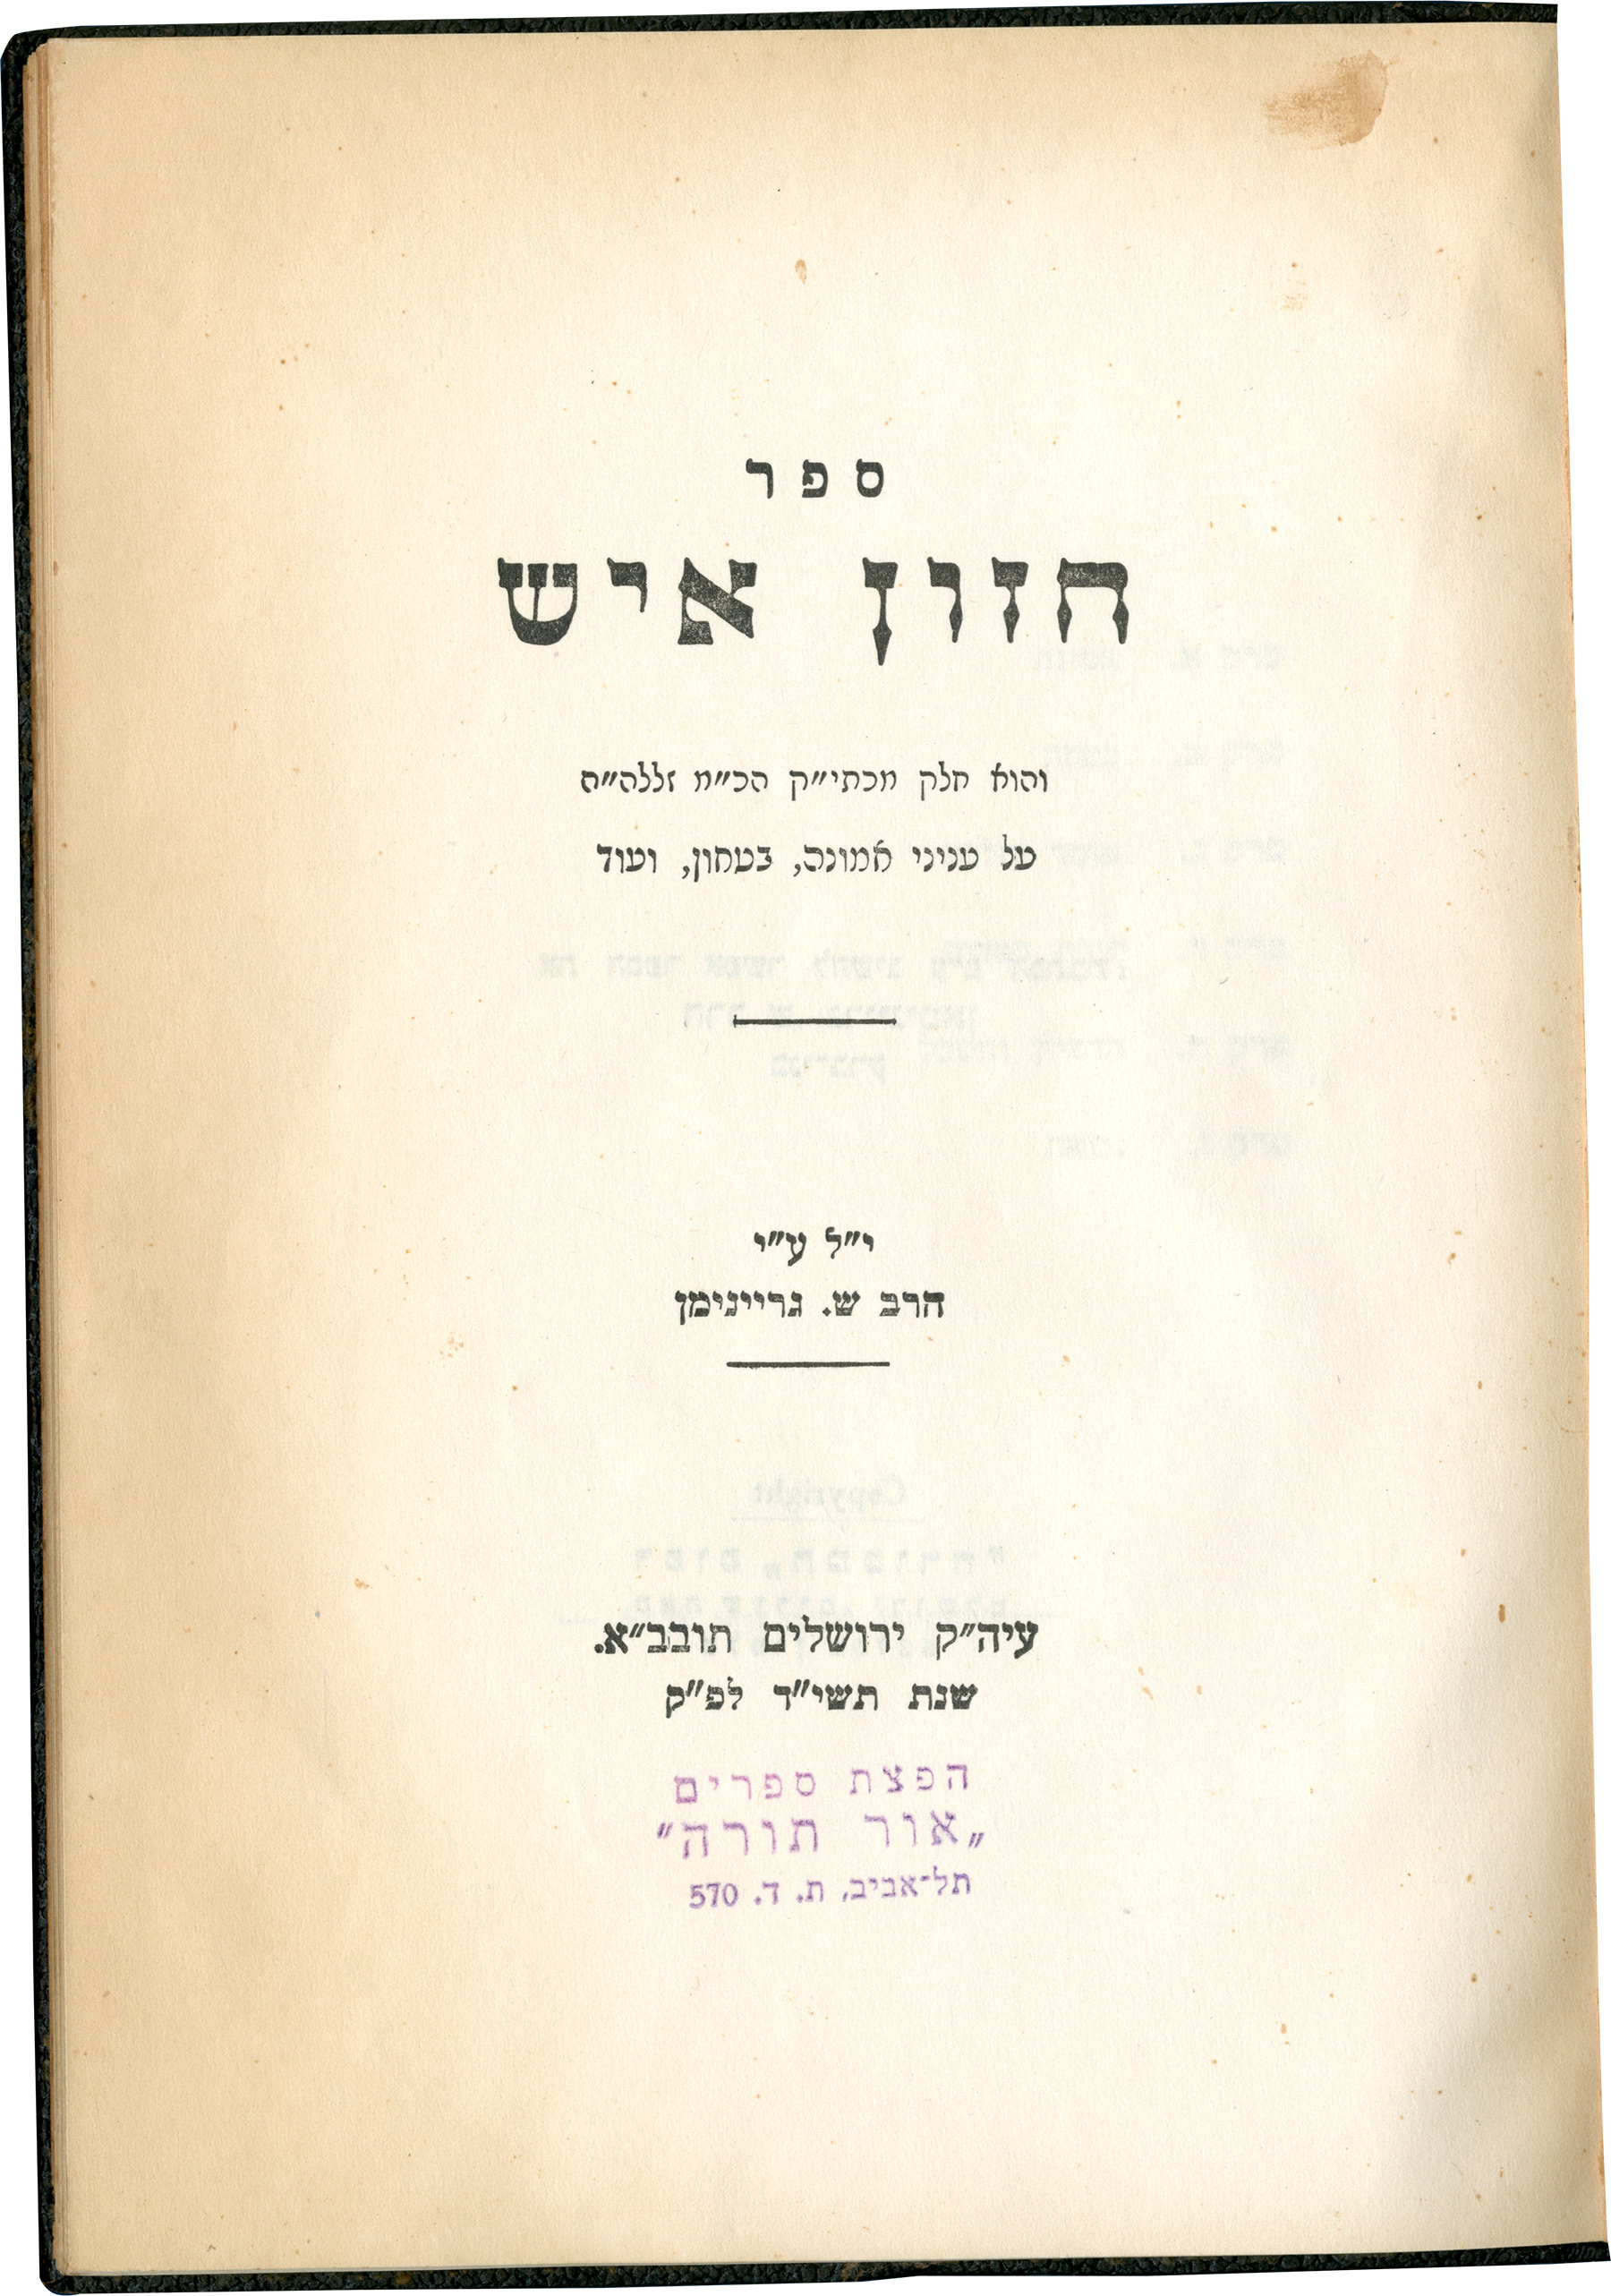 ספר
חזון איש
והוא חלק מכתי״ק הכ״מ זללה״ה
על עניני אמונה, בטחון, ועוד
י״ל ע״י
הרב ש. גריינימן
עיה״ק ירושלים תובב״א.
שנת תשי״ד לפ״ק
הפצת ספרים
„אור תורה״
תל־אביב, ת. ד. 570
Copyright